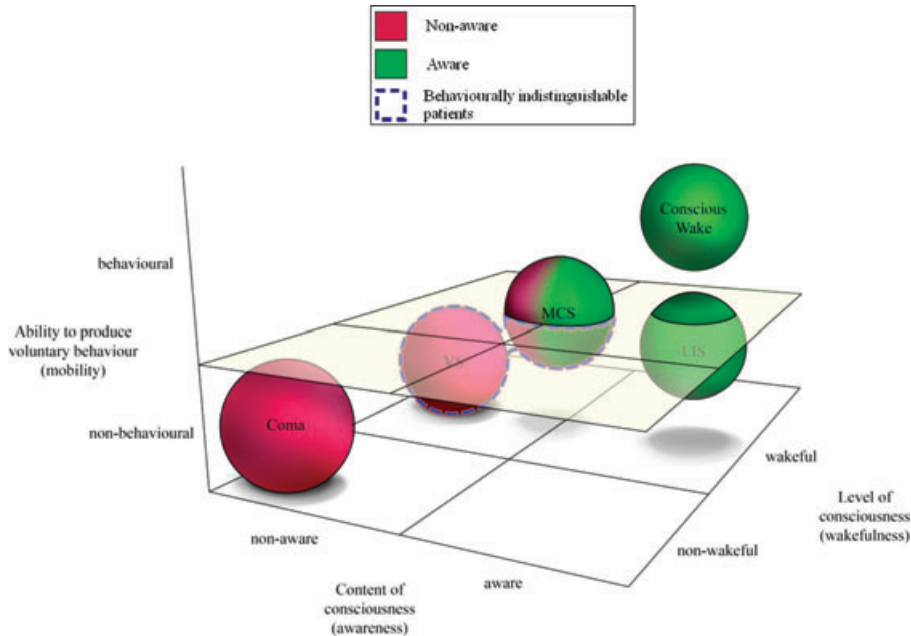 Non-aware
Aware
Behaviourally indistinguishable
patients
Conscious
Wake
behavioural
MCS
Ability to produce
voluntary behaviour
(mobility)
VS
LIS
Coma
non-behavioural
wakeful
Level of
consciousness
(wakefulness)
non-aware
non-wakeful
Content of
consciousness
(awareness)
aware